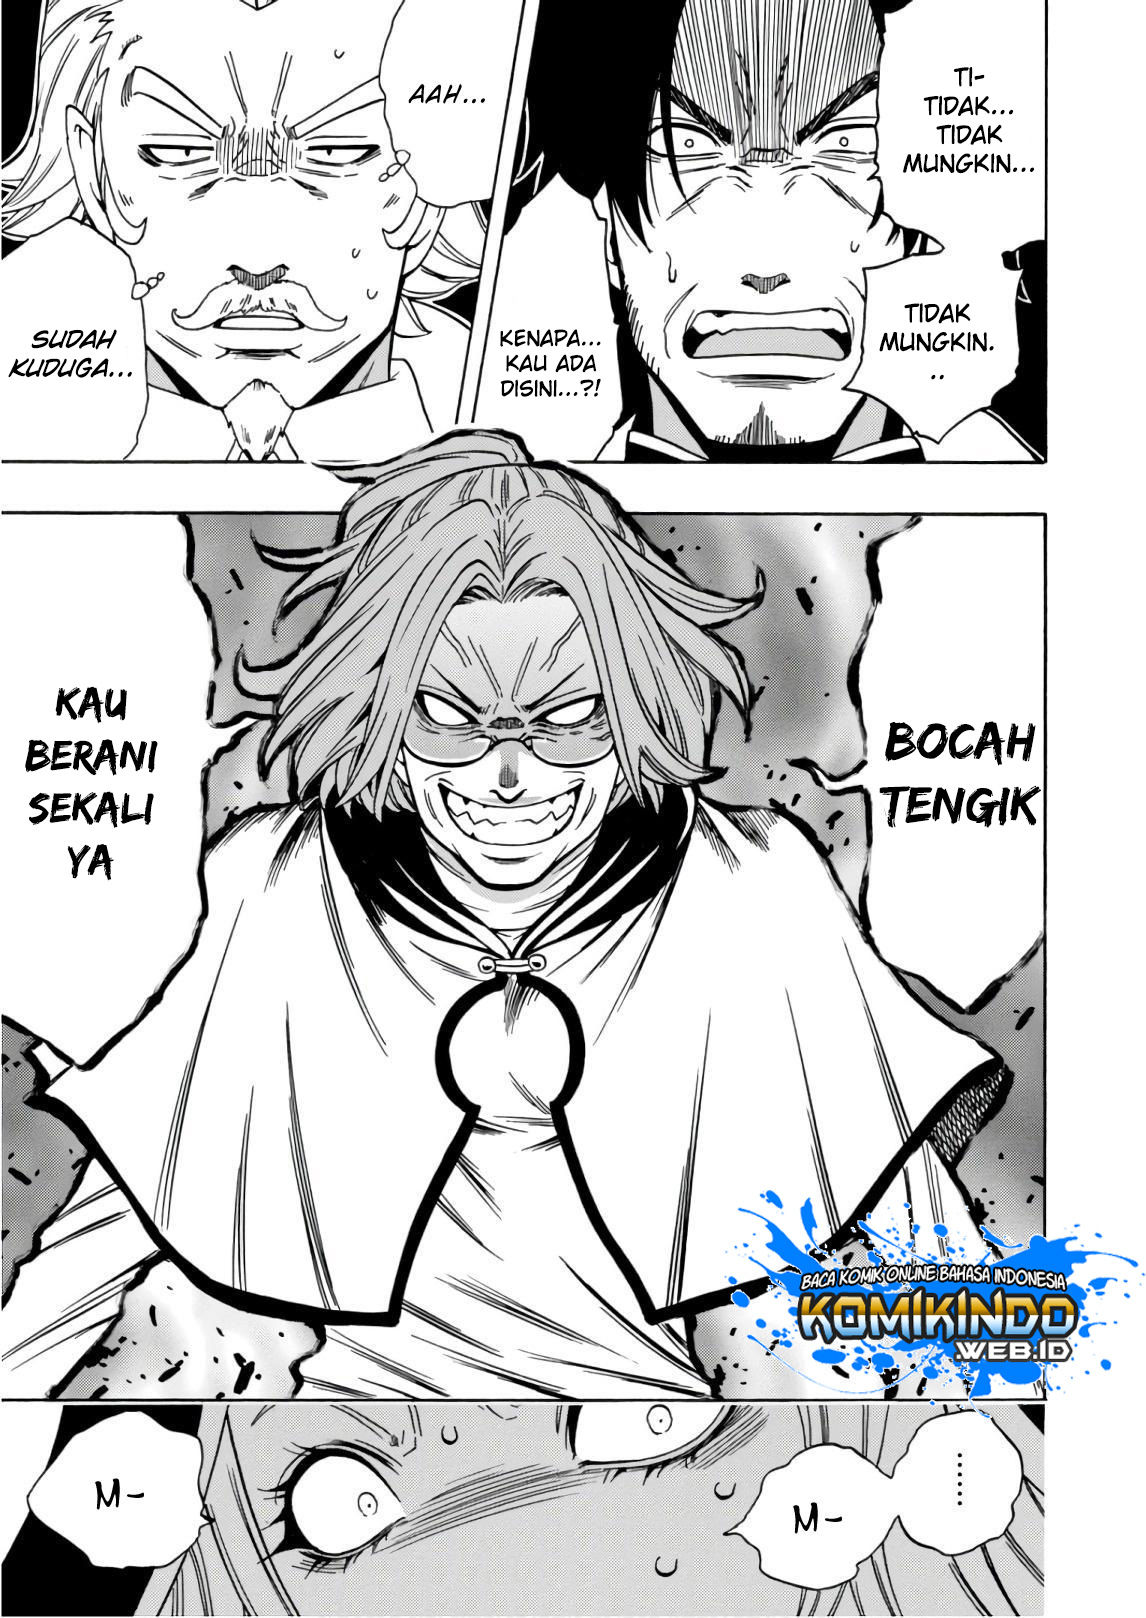 TI-
TIDAK...
TIDAK
MUNGKIN...
TIDAK
MUNGKIN.
..
KENAPA...
KAU ADA
DISINI...?!
AAH...
SUDAH
KUDUGA...
BOCAH
TENGIK
KAU
BERANI
SEKALI
YA
BACA KOMIK ONLINE BAHASA INDONESIA
KOMIKINDO
.WEB.ID
......
M-
M-